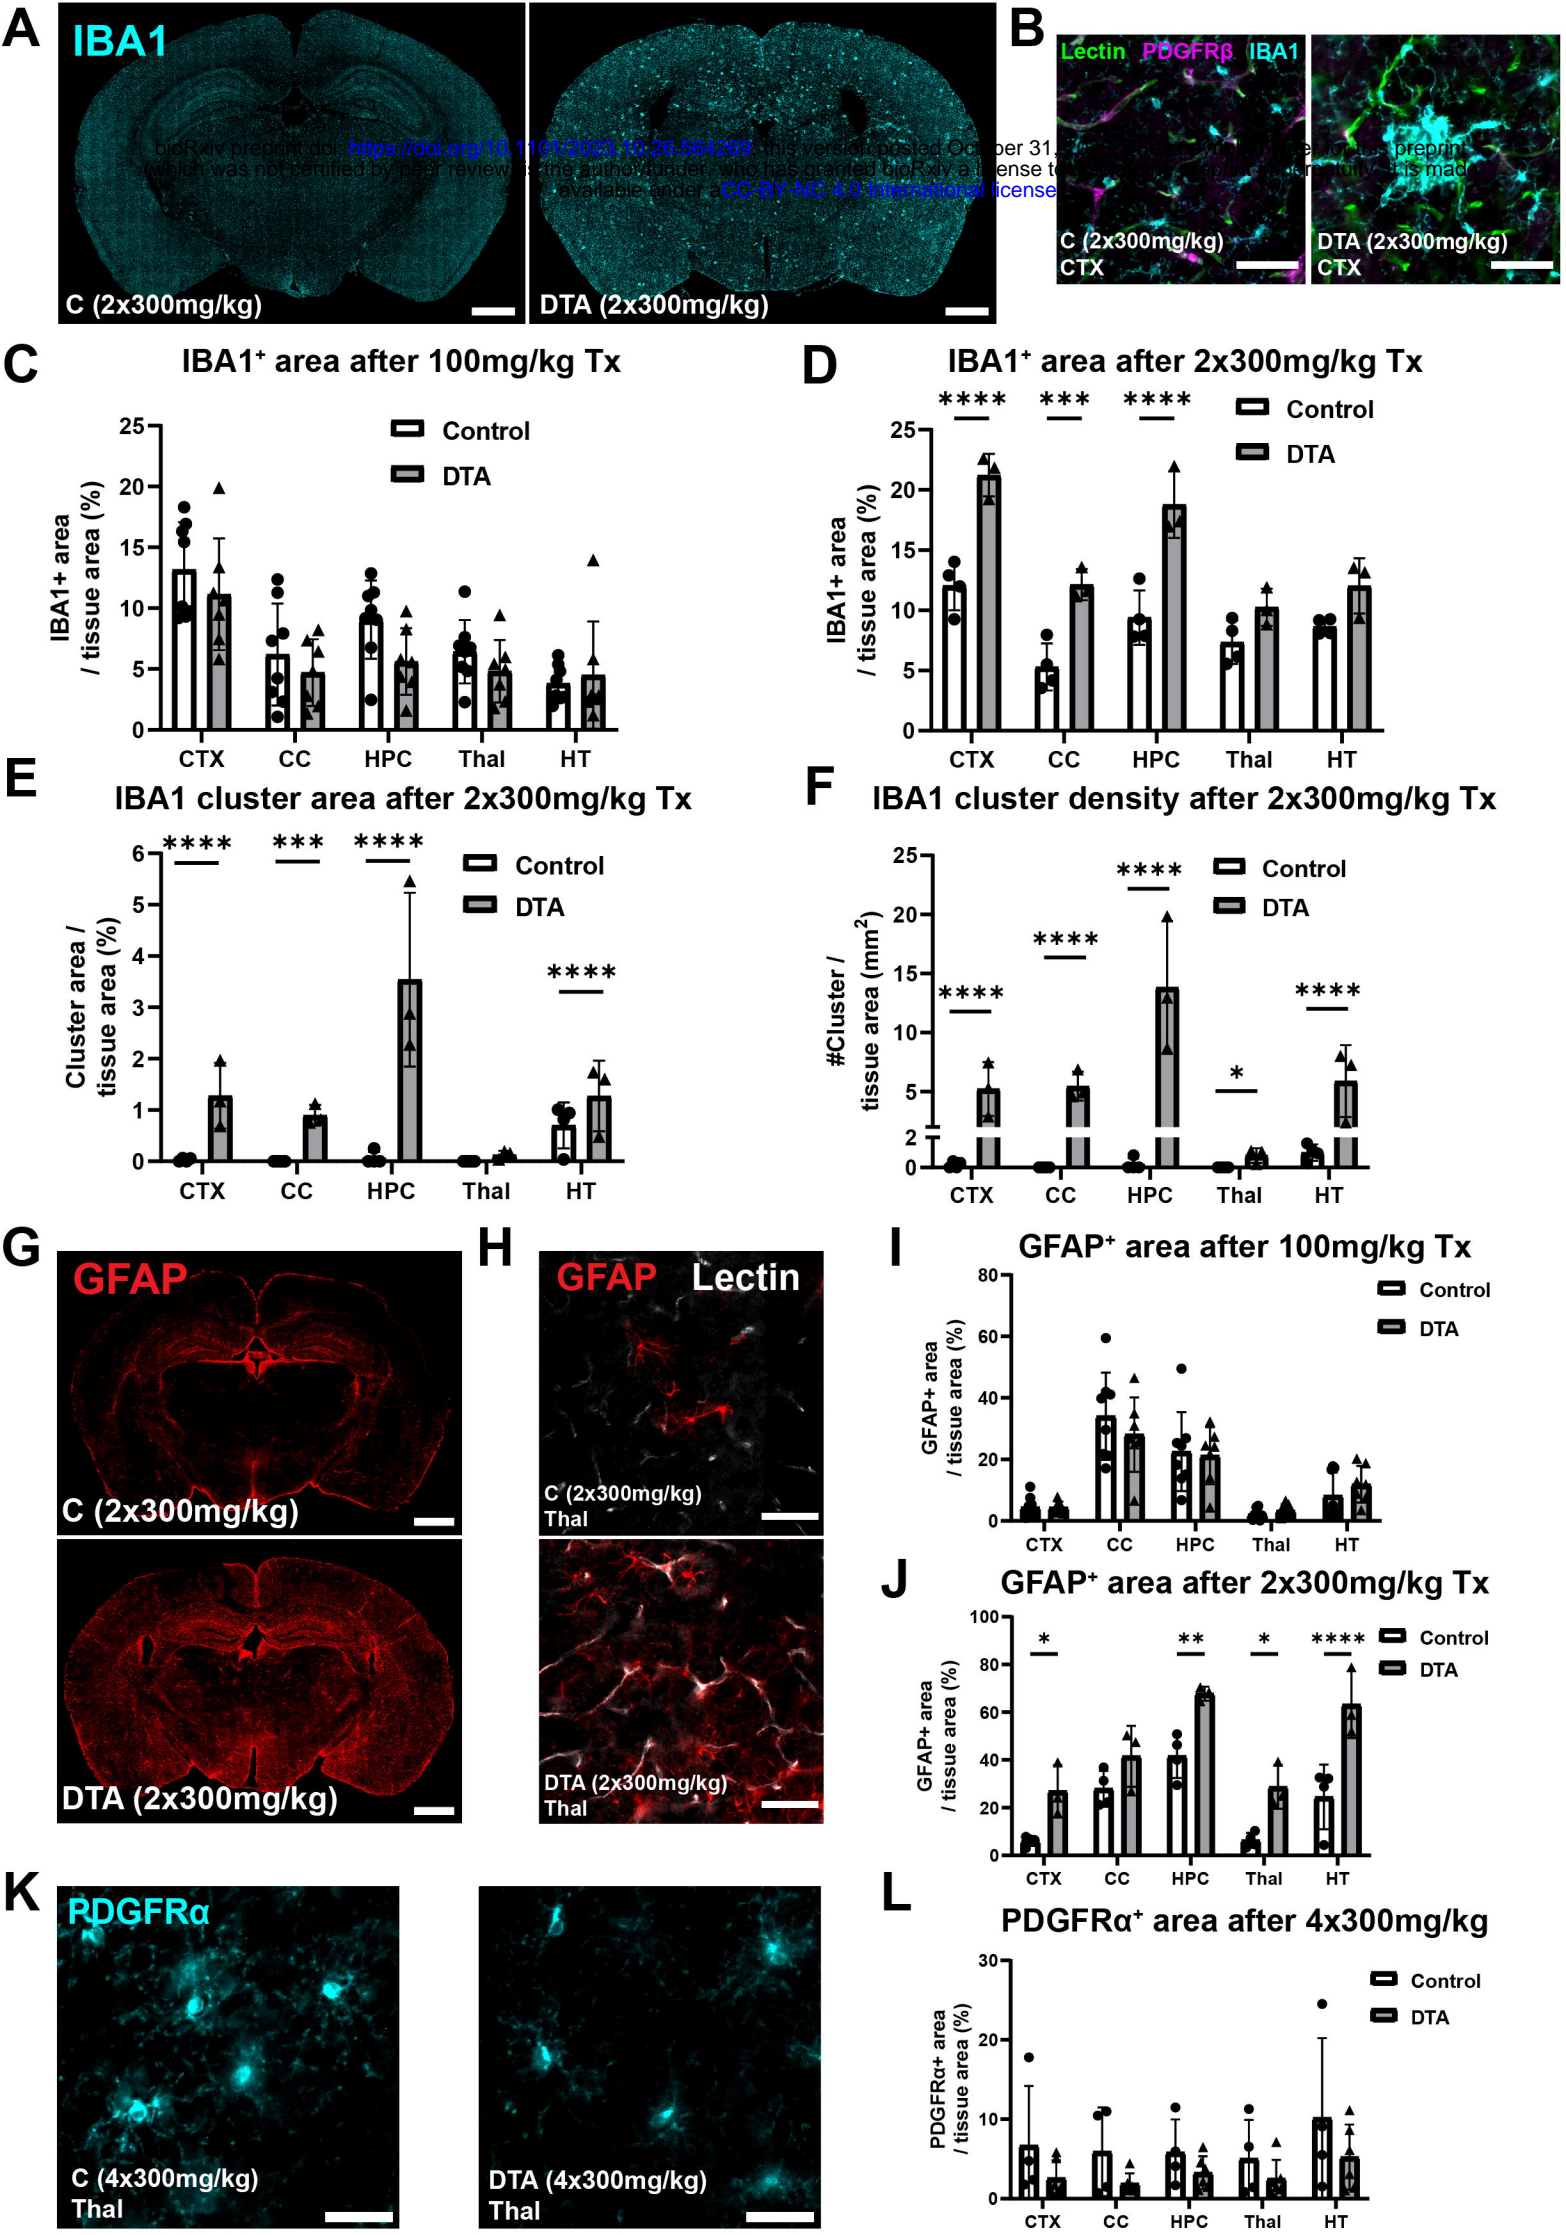 A
IBA1
C (2x300mg/kg)
DTA (2x300mg/kg)
B
Lectin PDGFRβ IBA1
C (2x300mg/kg)
CTX
DTA (2x300mg/kg)
CTX
bioRxiv preprint doi: https://doi.org/10.1101/2023.10.26.564269 this version posted October 31, for this preprint
which was not certified by peer review is the author/funder, who has granted bioRxiv a license to perpetuity. It is made
available under a CC-BY-NC 4.0 International license
C
IBA1+ area after 100mg/kg Tx
IBA1+ area
/ tissue area (%)
25
20
15
10
5
0
Control
DTA
CTX CC HPC Thal HT
D
IBA1+ area after 2x300mg/kg Tx
IBA1+ area
/ tissue area (%)
25
20
15
10
5
0
**** *** ****
Control
DTA
CTX CC HPC Thal HT
E
IBA1 cluster area after 2x300mg/kg Tx
Cluster area /
tissue area (%)
6
5
4
3
2
1
0
**** *** **** ****
Control
DTA
CTX CC HPC Thal HT
F
IBA1 cluster density after 2x300mg/kg Tx
#Cluster /
tissue area (mm2)
25
20
15
10
5
2
0
**** **** **** * ****
Control
DTA
CTX CC HPC Thal HT
G
GFAP
C (2x300mg/kg)
DTA (2x300mg/kg)
H
GFAP Lectin
C (2x300mg/kg)
Thal
DTA (2x300mg/kg)
Thal
I
GFAP+ area after 100mg/kg Tx
GFAP+ area
/ tissue area (%)
80
60
40
20
0
Control
DTA
CTX CC HPC Thal HT
J
GFAP+ area after 2x300mg/kg Tx
GFAP+ area
/ tissue area (%)
100
80
60
40
20
0
* ** * ****
Control
DTA
CTX CC HPC Thal HT
K
PDGFRα
C (4x300mg/kg)
Thal
DTA (4x300mg/kg)
Thal
L
PDGFRα+ area after 4x300mg/kg
PDGFRα+ area
/ tissue area (%)
30
20
10
0
Control
DTA
CTX CC HPC Thal HT